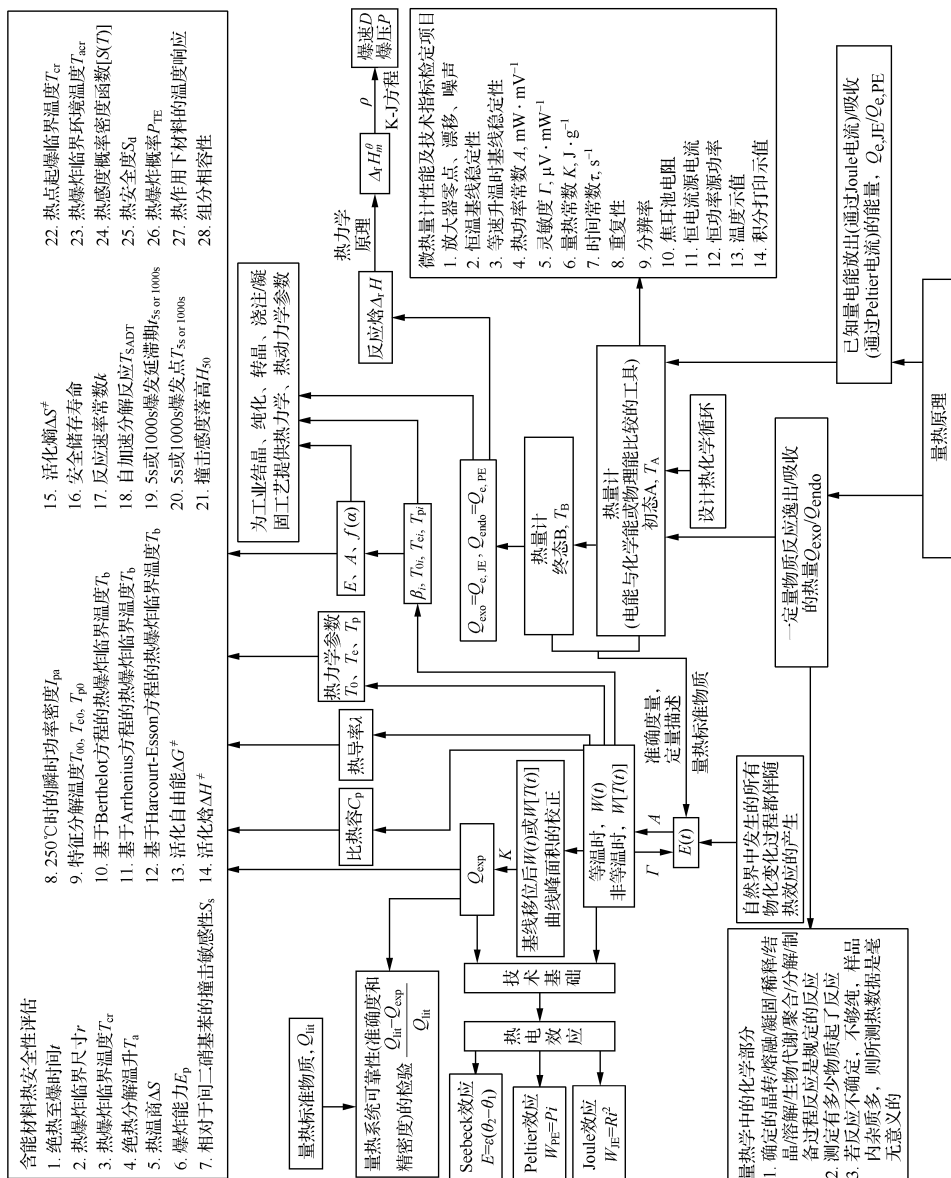 含能材料热安全性评估
1. 绝热至爆时间t
2. 热爆炸临界尺寸r
3. 热爆炸临界温度Tcr
4. 绝热分解温升Ta
5. 热温商ΔS
6. 爆炸能力Ep
7. 相对于间二硝基苯的撞击敏感性Ss
8. 250℃时的瞬时功率密度Ipa
9. 特征分解温度T00, Te0, Tp0
10. 基于Berthelot方程的热爆炸临界温度Tb
11. 基于Arrhenius方程的热爆炸临界温度Tb
12. 基于Harcourt-Esson方程的热爆炸临界温度Tb
13. 活化自由能ΔG≠
14. 活化焓ΔH≠
15. 活化熵ΔS≠
16. 安全储存寿命
17. 反应速率常数k
18. 自加速分解反应TSADT
19. 5s或1000s爆发延滞期t5s or 1000s
20. 5s或1000s爆发点T5s or 1000s
21. 撞击感度落高H50
22. 热点起爆临界温度Tcr
23. 热爆炸临界环境温度Tacr
24. 热感度概率密度函数[S(T)]
25. 热安全度Sd
26. 热爆炸概率PTE
27. 热作用下材料的温度响应
28. 组分相容性
量热标准物质, Qlit
量热系统可靠性(准确度和
精密度)的检验 Qlit−Qexp
Qlit
Qexp
比热容Cp
热导率λ
热力学参数
T0、Te、Tp
E、A、f(α)
βi, T0i, Tei, Tpi
为工业结晶、纯化、转晶、浇注/凝
固工艺提供热力学、热动力学参数
反应焓ΔrH
热力学
原理
ΔfHmθ
ρ
K-J方程
爆速D
爆压P
K
基线移位后W(t)或W[T(t)]
曲线峰面积的校正
等温时，W(t)
非等温时，W[T(t)]
Γ
A
E(t)
技术基础
热电效应
Seebeck效应
E=ε(θ2−θ1)
Peltier效应
WPE=Pi
Joule效应
WJE=Ri²
Qexo=Qe, JE, Qendo=Qe, PE
热量计
终态B, TB
热量计
(电能与化学能或物理能比较的工具)
初态A, TA
准确度量，
定量描述
量热标准物质
设计热化学循环
微热量计性能及技术指标检定项目
1. 放大器零点、漂移、噪声
2. 恒温基线稳定性
3. 等速升温时基线稳定性
4. 热功率常数 A, mW·mV−1
5. 灵敏度 Γ, μV·mW−1
6. 量热常数 K, J·g−1
7. 时间常数 τ, s−1
8. 重复性
9. 分辨率
10. 焦耳池电阻
11. 恒电流源电流
12. 恒功率源功率
13. 温度示值
14. 积分打印示值
自然界中发生的所有
物化变化过程都伴随
热效应的产生
一定量物质反应逸出/吸收
的热量Qexo/Qendo
已知量电能放出(通过Joule电流)/吸收
(通过Peltier电流)的能量，Qe,JE/Qe,PE
量热学中的化学部分
1. 确定的晶转/熔融/凝固/稀释/结
晶/溶解/生物代谢/聚合/分解/制
备过程反应是规定的反应
2. 测定有多少物质起了反应
3. 若反应不确定，不够纯，样品
内杂质多，则所测热数据是毫
无意义的
量热原理